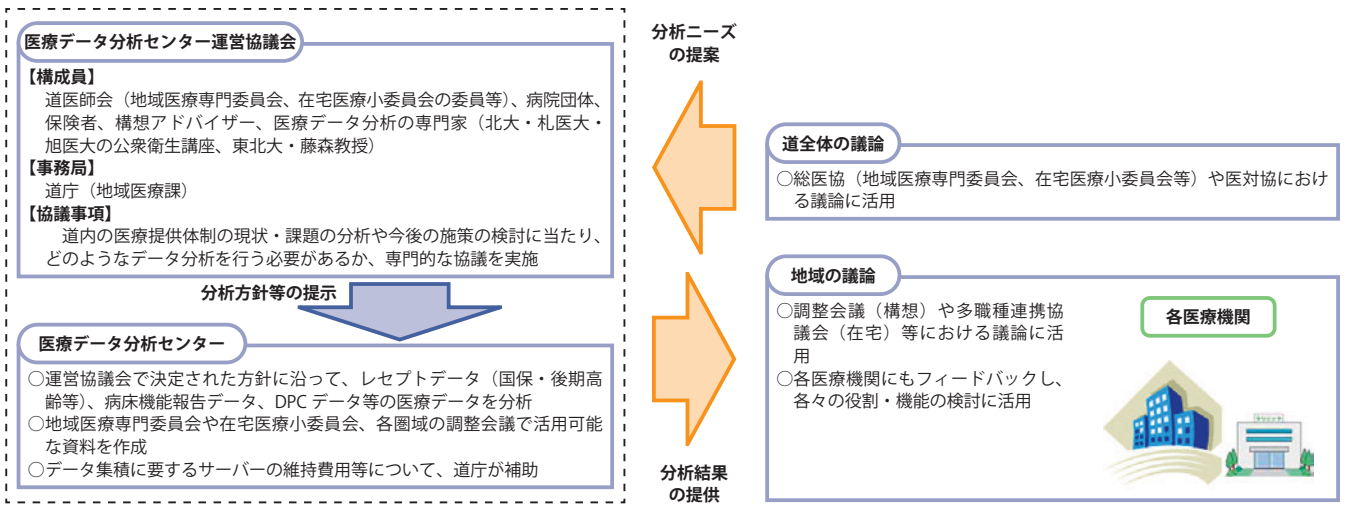 医療データ分析センター運営協議会
【構成員】
道医師会（地域医療専門委員会、在宅医療小委員会の委員等）、病院団体、
保険者、構想アドバイザー、医療データ分析の専門家（北大・札医大・
旭医大の公衆衛生講座、東北大・藤森教授）
【事務局】
道庁（地域医療課）
【協議事項】
道内の医療提供体制の現状・課題の分析や今後の施策の検討に当たり、
どのようなデータ分析を行う必要があるか、専門的な協議を実施
分析方針等の提示
医療データ分析センター
○運営協議会で決定された方針に沿って、レセプトデータ（国保・後期高
齢等）、病床機能報告データ、DPC データ等の医療データを分析
○地域医療専門委員会や在宅医療小委員会、各圏域の調整会議で活用可能
な資料を作成
○データ集積に要するサーバーの維持費用等について、道庁が補助
分析ニーズ
の提案
分析結果
の提供
道全体の議論
○総医協（地域医療専門委員会、在宅医療小委員会等）や医対協におけ
る議論に活用
地域の議論
○調整会議（構想）や多職種連携協
議会（在宅）等における議論に活
用
○各医療機関にもフィードバックし、
各々の役割・機能の検討に活用
各医療機関